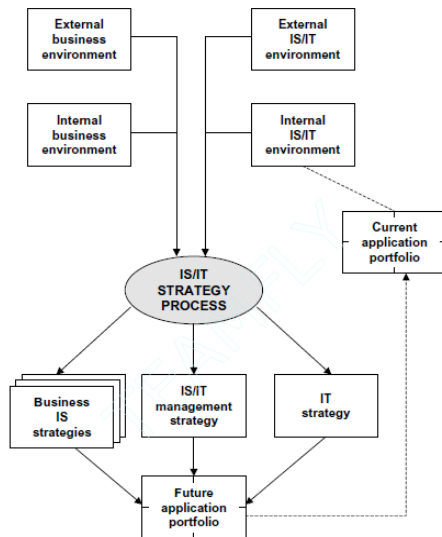 External
business
environment
External
IS/IT
environment
Internal
business
environment
Internal
IS/IT
environment
Current
application
portfolio
IS/IT
STRATEGY
PROCESS
Business
IS
strategies
IS/IT
management
strategy
IT
strategy
Future
application
portfolio
TEAMFLY